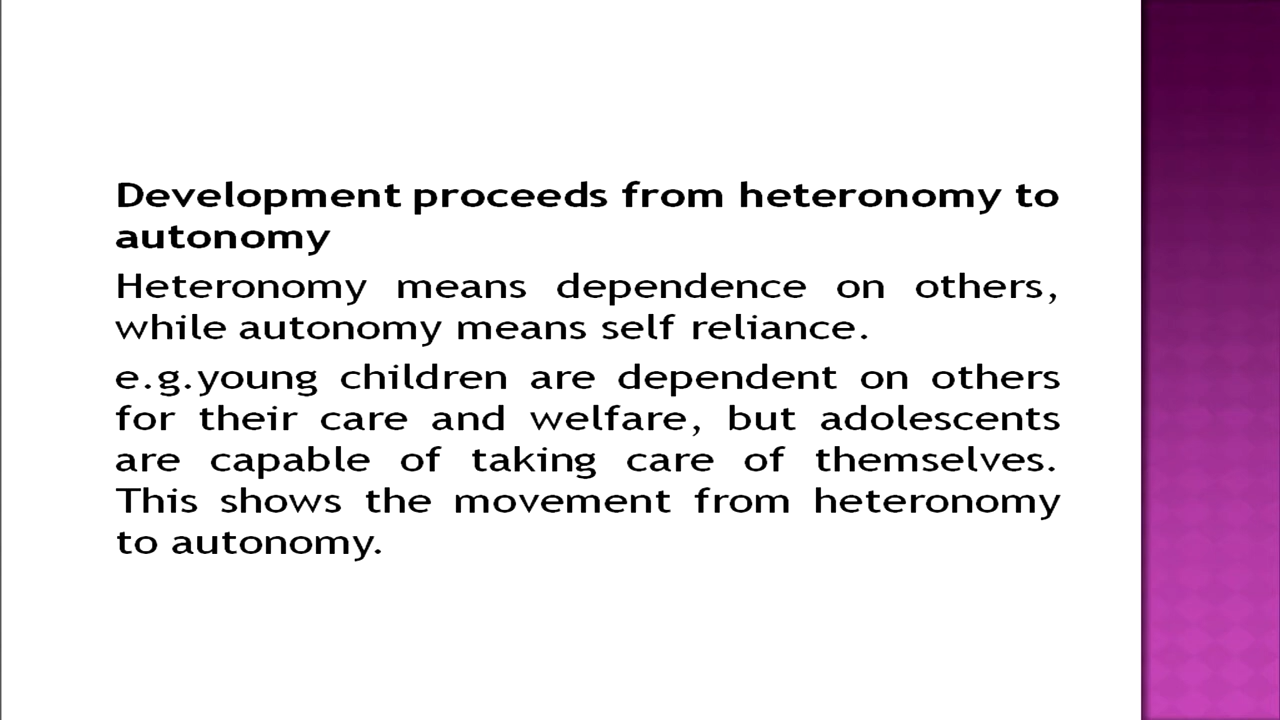 Development proceeds from heteronomy to
autonomy
Heteronomy means dependence on others,
while autonomy means self reliance.
e.g.young children are dependent on others
for their care and welfare, but adolescents
are capable of taking care of themselves.
This shows the movement from heteronomy
to autonomy.